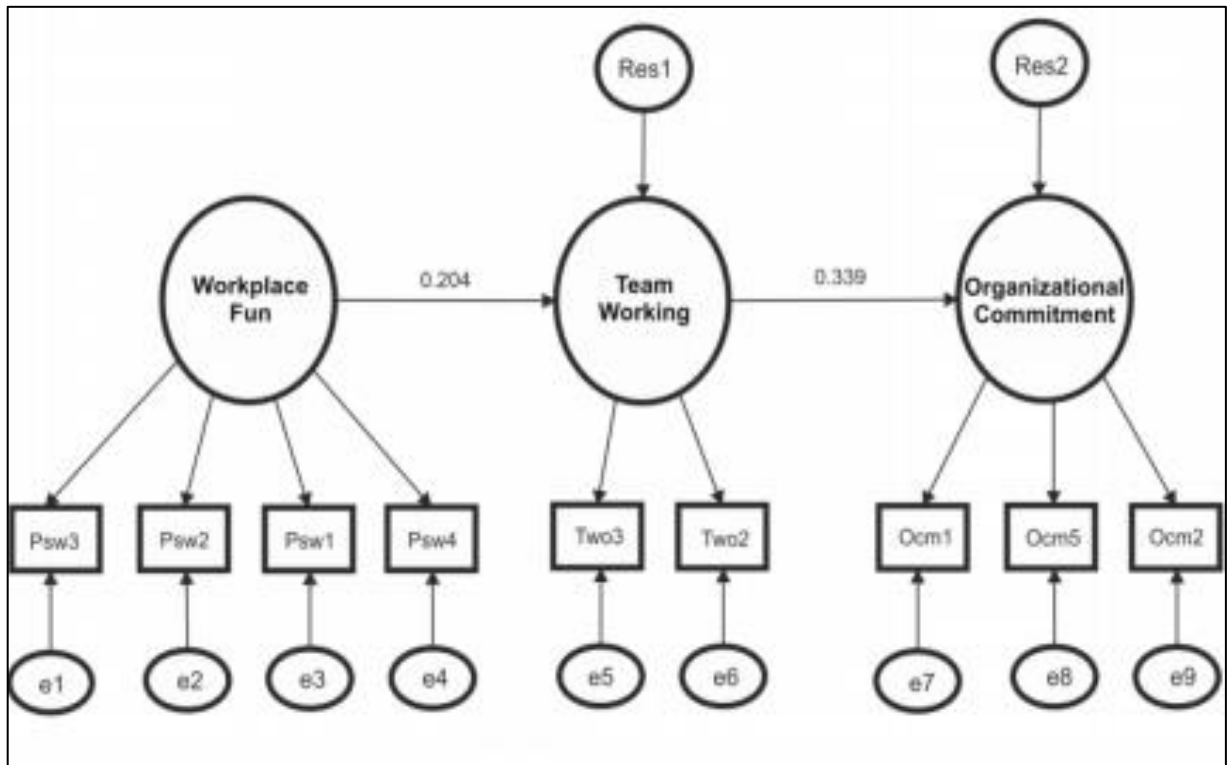 Res1
Res2
Workplace
Fun
0.204
Team
Working
0.339
Organizational
Commitment
Psw3
Psw2
Psw1
Psw4
Two3
Two2
Ocm1
Ocm5
Ocm2
e1
e2
e3
e4
e5
e6
e7
e8
e9